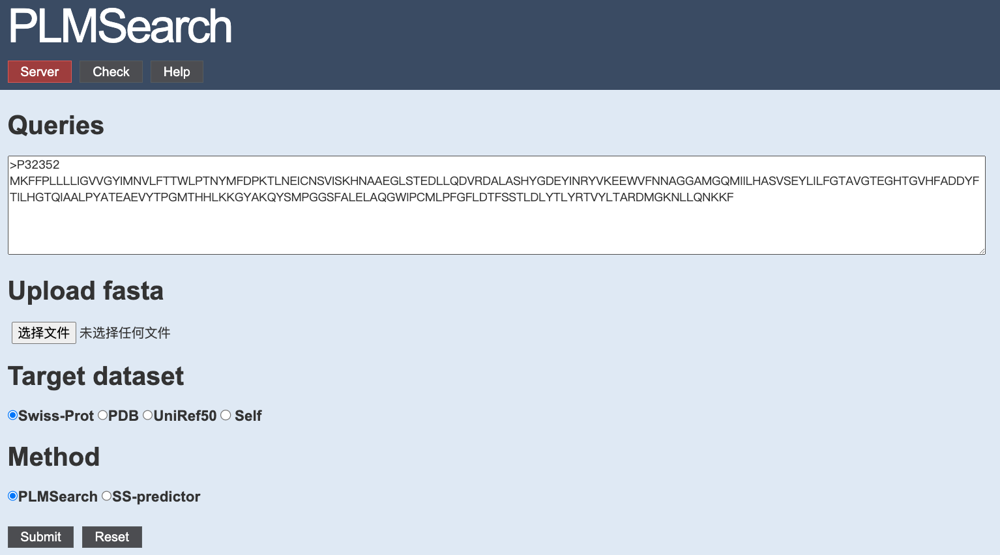 PLMSearch
Server Check Help
Queries
>P32352
MKFFPLLLLIGVVGYIMNVLFTTWLPTNYMFDPKTLNEICNSVISKHNAAEGLSTEDLLQDVRDALASHYGDEYINRYVKEEWVFNNAGGAMGQMIILHASVSEYLILFGTAVGTEGHTGVHFADDYF
TILHGTQIAALPYATEAEVYTPGMTHHLKKGYAKQYSMPGGSFALELAQGWIPCMLPFGFLDTFSSTLDLYTLYRTVYLTARDMGKNLLQNKKF
Upload fasta
选择文件 未选择任何文件
Target dataset
Swiss-Prot PDB UniRef50 Self
Method
PLMSearch SS-predictor
Submit Reset